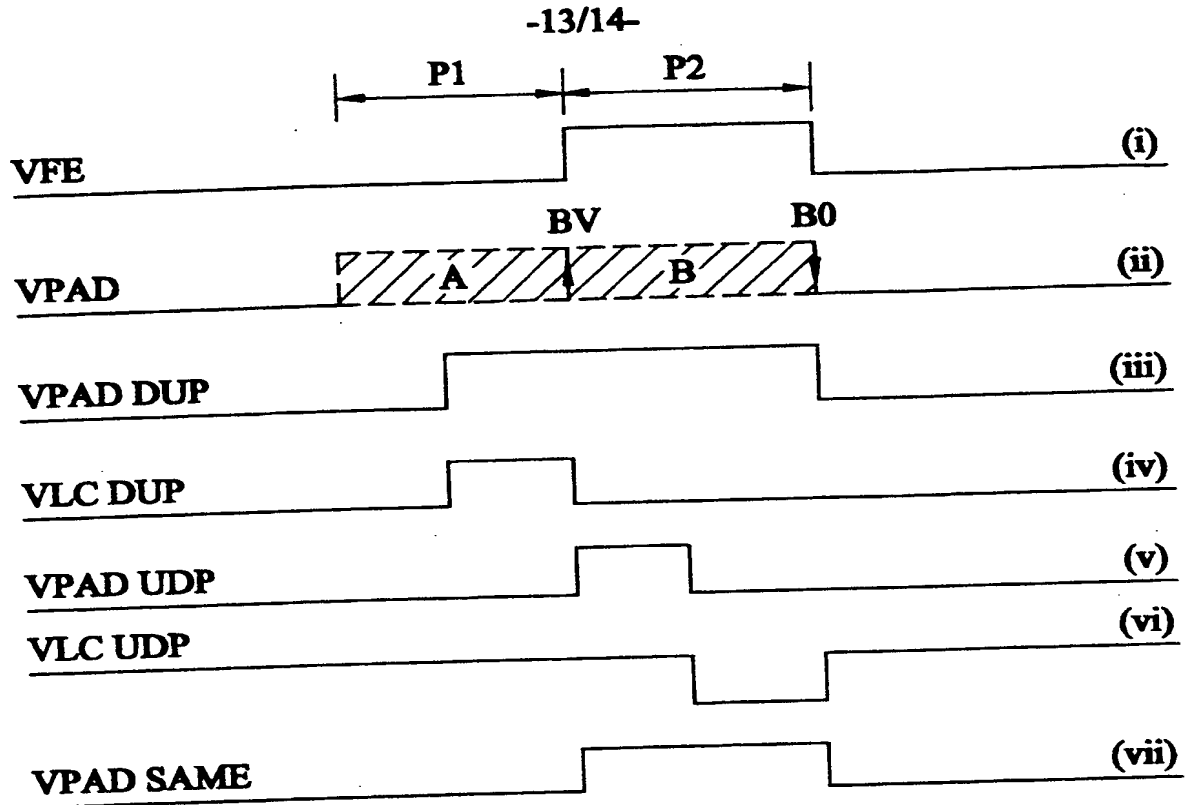 -13/14-
P1 P2
VFE (i)
BV B0
VPAD A B (ii)
VPAD DUP (iii)
VLC DUP (iv)
VPAD UDP (v)
VLC UDP (vi)
VPAD SAME (vii)